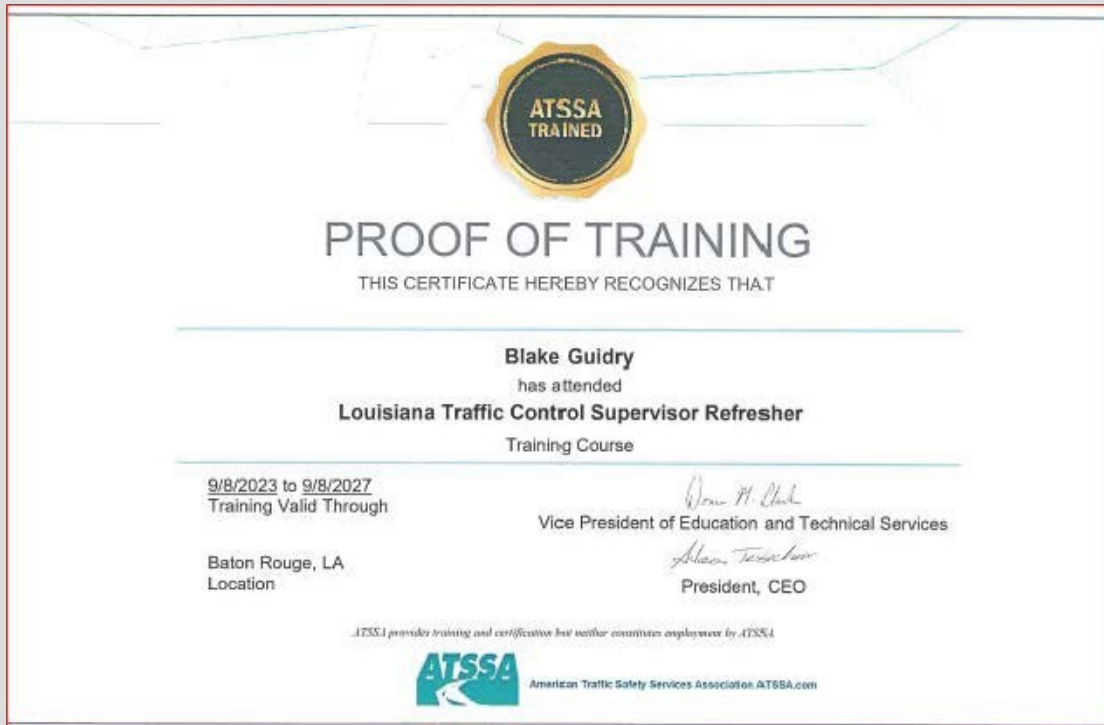 ATSSA
TRAINED
PROOF OF TRAINING
THIS CERTIFICATE HEREBY RECOGNIZES THAT
Blake Guidry
has attended
Louisiana Traffic Control Supervisor Refresher
Training Course
9/8/2023 to 9/8/2027
Training Valid Through
Vice President of Education and Technical Services
Baton Rouge, LA
Location
President, CEO
ATSSA provides training and certification but neither constitutes employment by ATSSA
ATSSA
American Traffic Safety Services Association ATSSA.com